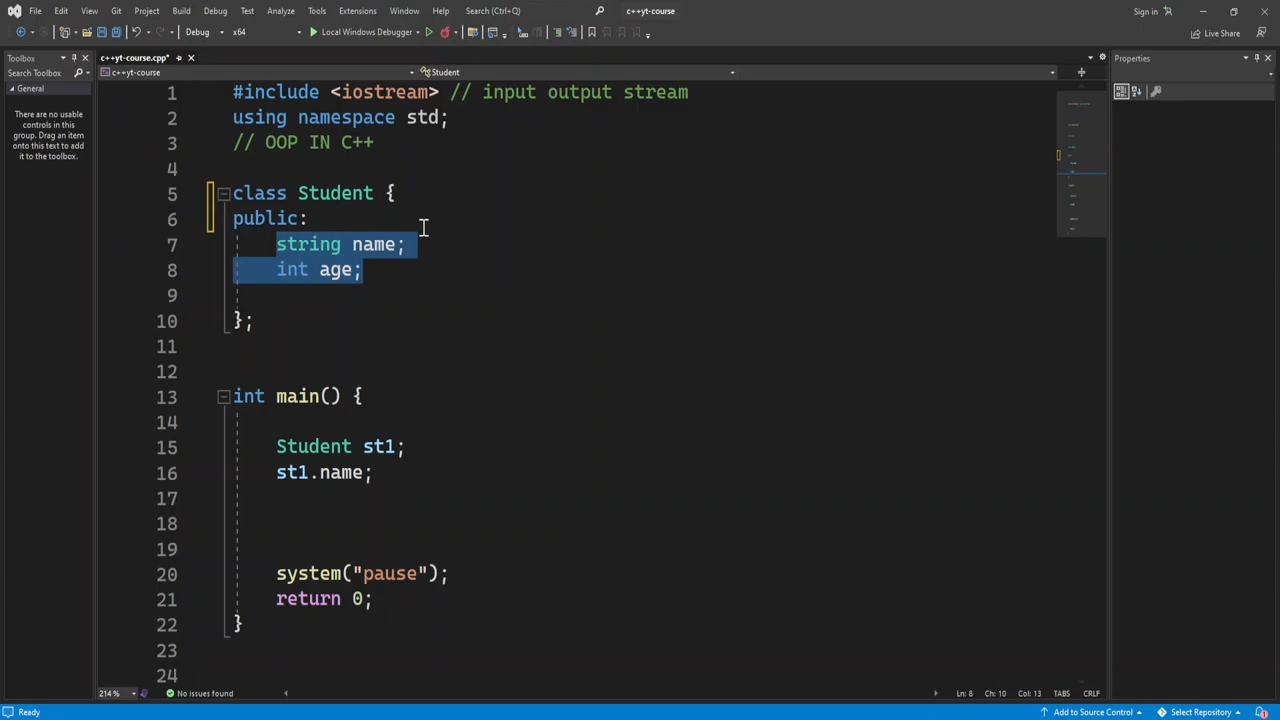 File Edit View Git Project Build Debug Test Analyze Tools Extensions Window Help Search (Ctrl+Q) c++yt-course Sign in
Debug x64 Local Windows Debugger Live Share
Toolbox c++yt-course.cpp* Properties
Search Toolbox c++yt-course Student
General
There are no usable
controls in this
group. Drag an item
onto this text to add
it to the toolbox.
1 #include <iostream> // input output stream
2 using namespace std;
3 // OOP IN C++
4
5 class Student {
6 public:
7 string name;
8 int age;
9
10 };
11
12
13 int main() {
14
15 Student st1;
16 st1.name;
17
18
19
20 system("pause");
21 return 0;
22 }
23
24
214 % No issues found Ln: 8 Ch: 10 Col: 13 TABS CRLF
Ready Add to Source Control Select Repository